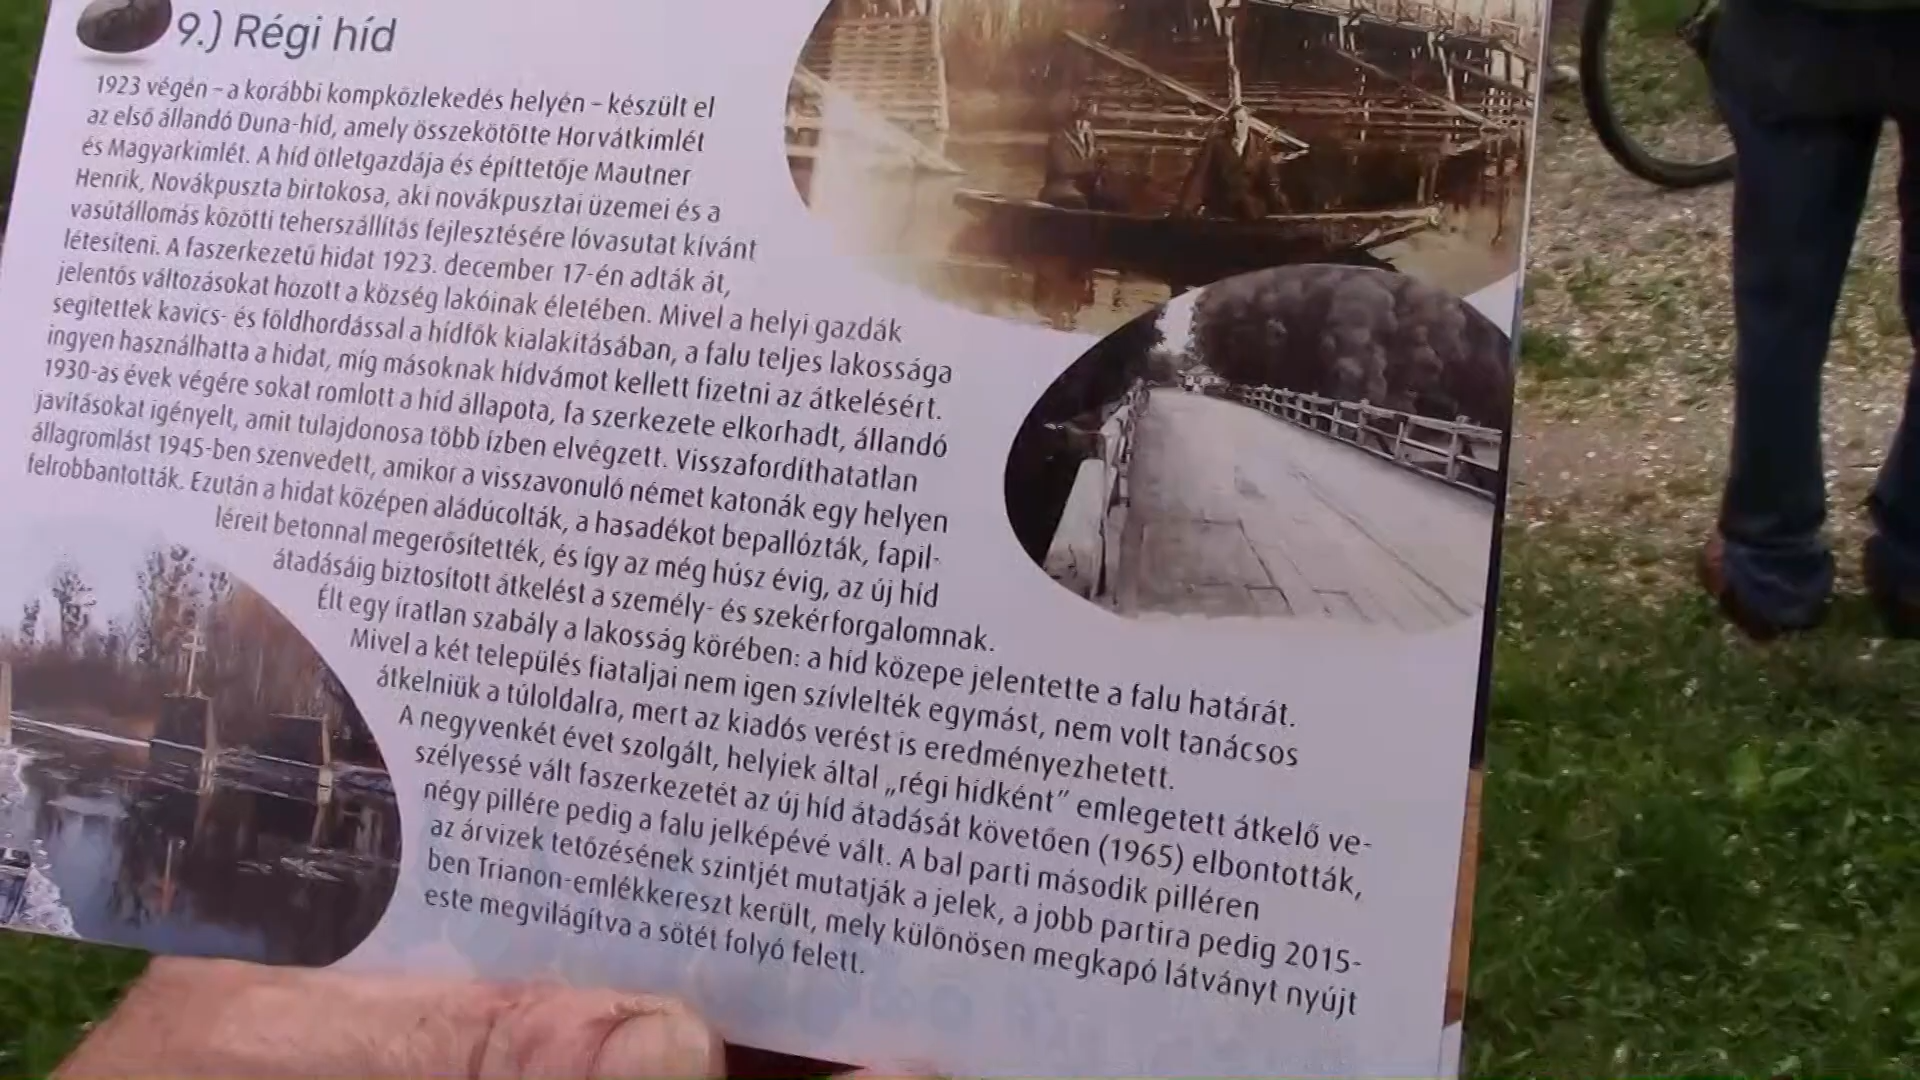 9.) Régi híd
1923 végén – a korábbi kompközlekedés helyén – készült el
az első állandó Duna-híd, amely összekötötte Horvátkimlét
és Magyarkimlét. A híd ötletgazdája és építtetője Mautner
Henrik, Novákpuszta birtokosa, aki novákpusztai üzemei és a
vasútállomás közötti teherszállítás fejlesztésére lóvasutat kívánt
létesíteni. A faszerkezetű hidat 1923. december 17-én adták át,
jelentős változásokat hozott a község lakóinak életében. Mivel a helyi gazdák
segítettek kavics- és földhordással a hídfők kialakításában, a falu teljes lakossága
ingyen használhatta a hidat, míg másoknak hídvámot kellett fizetni az átkelésért.
1930-as évek végére sokat romlott a híd állapota, fa szerkezete elkorhadt, állandó
javításokat igényelt, amit tulajdonosa több ízben elvégzett. Visszafordíthatatlan
állagromlást 1945-ben szenvedett, amikor a visszavonuló német katonák egy helyen
felrobbantották. Ezután a hidat középen aládúcolták, a hasadékot bepallózták, fapil-
léreit betonnal megerősítették, és így az még húsz évig, az új híd
átadásáig biztosított átkelést a személy- és szekérforgalomnak.
Élt egy íratlan szabály a lakosság körében: a híd közepe jelentette a falu határát.
Mivel a két település fiataljai nem igen szívlelték egymást, nem volt tanácsos
átkelniük a túloldalra, mert az kiadós verést is eredményezhetett.
A negyvenkét évet szolgált, helyiek által „régi hídként” emlegetett átkelő ve-
szélyessé vált faszerkezetét az új híd átadását követően (1965) elbontották,
négy pillére pedig a falu jelképévé vált. A bal parti második pilléren
az árvizek tetőzésének szintjét mutatják a jelek, a jobb partira pedig 2015-
ben Trianon-emlékkereszt került, mely különösen megkapó látványt nyújt
este megvilágítva a sötét folyó felett.